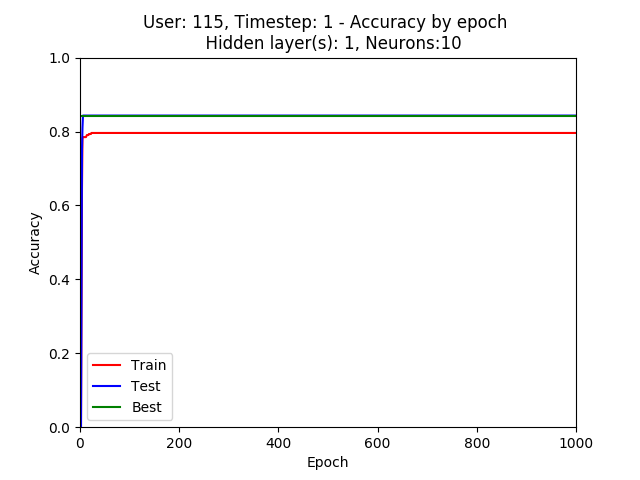 User: 115, Timestep: 1 - Accuracy by epoch
Hidden layer(s): 1, Neurons:10
1.0
0.8
0.6
0.4
0.2
0.0
Accuracy
Train
Test
Best
0 200 400 600 800 1000
Epoch